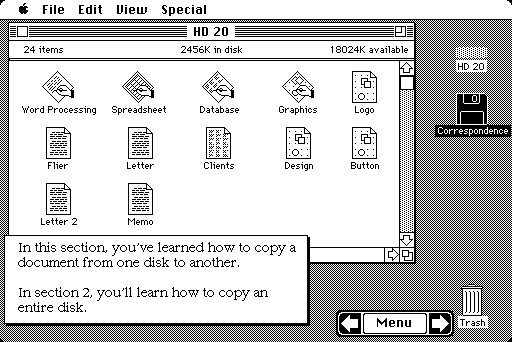 File Edit View Special
HD 20
24 items 2456K in disk 18024K available
Word Processing Spreadsheet Database Graphics Logo
Flier Letter Clients Design Button
Letter 2 Memo
HD 20
Correspondence
In this section, you've learned how to copy a
document from one disk to another.
In section 2, you'll learn how to copy an
entire disk.
Menu
Trash